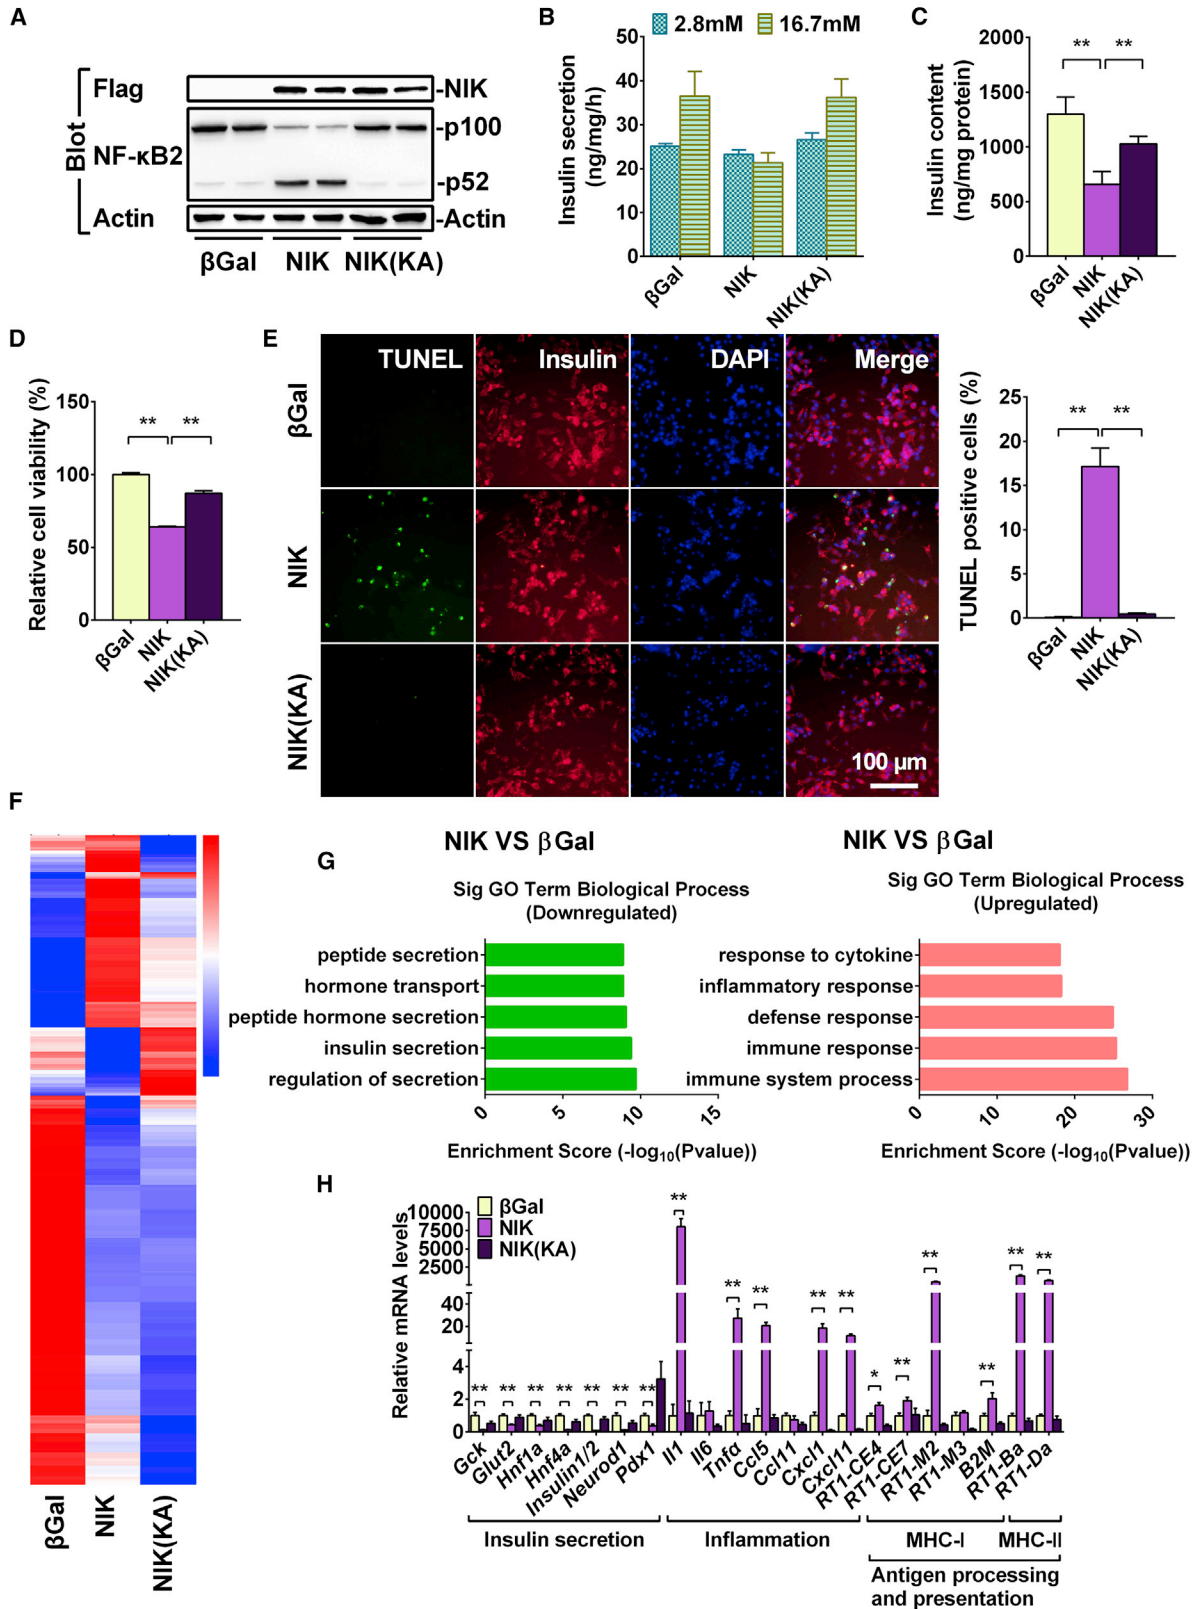 A
Blot
Flag
NF-κB2
Actin
-NIK
-p100
-p52
-Actin
βGal NIK NIK(KA)
B
2.8mM 16.7mM
Insulin secretion
(ng/mg/h)
50
40
30
20
10
0
βGal
NIK
NIK(KA)
C
Insulin content
(ng/mg protein)
2000
1500
1000
500
0
** **
βGal
NIK
NIK(KA)
D
Relative cell viability (%)
150
100
50
0
** **
βGal
NIK
NIK(KA)
E
TUNEL Insulin DAPI Merge
βGal
NIK
NIK(KA)
100 µm
TUNEL positive cells (%)
25
20
15
10
5
0
** **
βGal
NIK
NIK(KA)
F
βGal
NIK
NIK(KA)
G
NIK VS βGal
Sig GO Term Biological Process
(Downregulated)
peptide secretion
hormone transport
peptide hormone secretion
insulin secretion
regulation of secretion
0 5 10 15
Enrichment Score (-log10(Pvalue))
NIK VS βGal
Sig GO Term Biological Process
(Upregulated)
response to cytokine
inflammatory response
defense response
immune response
immune system process
0 10 20 30
Enrichment Score (-log10(Pvalue))
H
Relative mRNA levels
βGal
NIK
NIK(KA)
10000
7500
5000
2500
40
20
4
2
0
** ** ** ** ** ** ** ** ** ** ** ** * ** ** ** ** **
Gck
Glut2
Hnf1a
Hnf4a
Insulin1/2
Neurod1
Pdx1
Il1
Il6
Tnfα
Ccl5
Ccl11
Cxcl1
Cxcl11
RT1-CE4
RT1-CE7
RT1-M2
RT1-M3
B2M
RT1-Ba
RT1-Da
Insulin secretion Inflammation MHC-I MHC-II
Antigen processing
and presentation